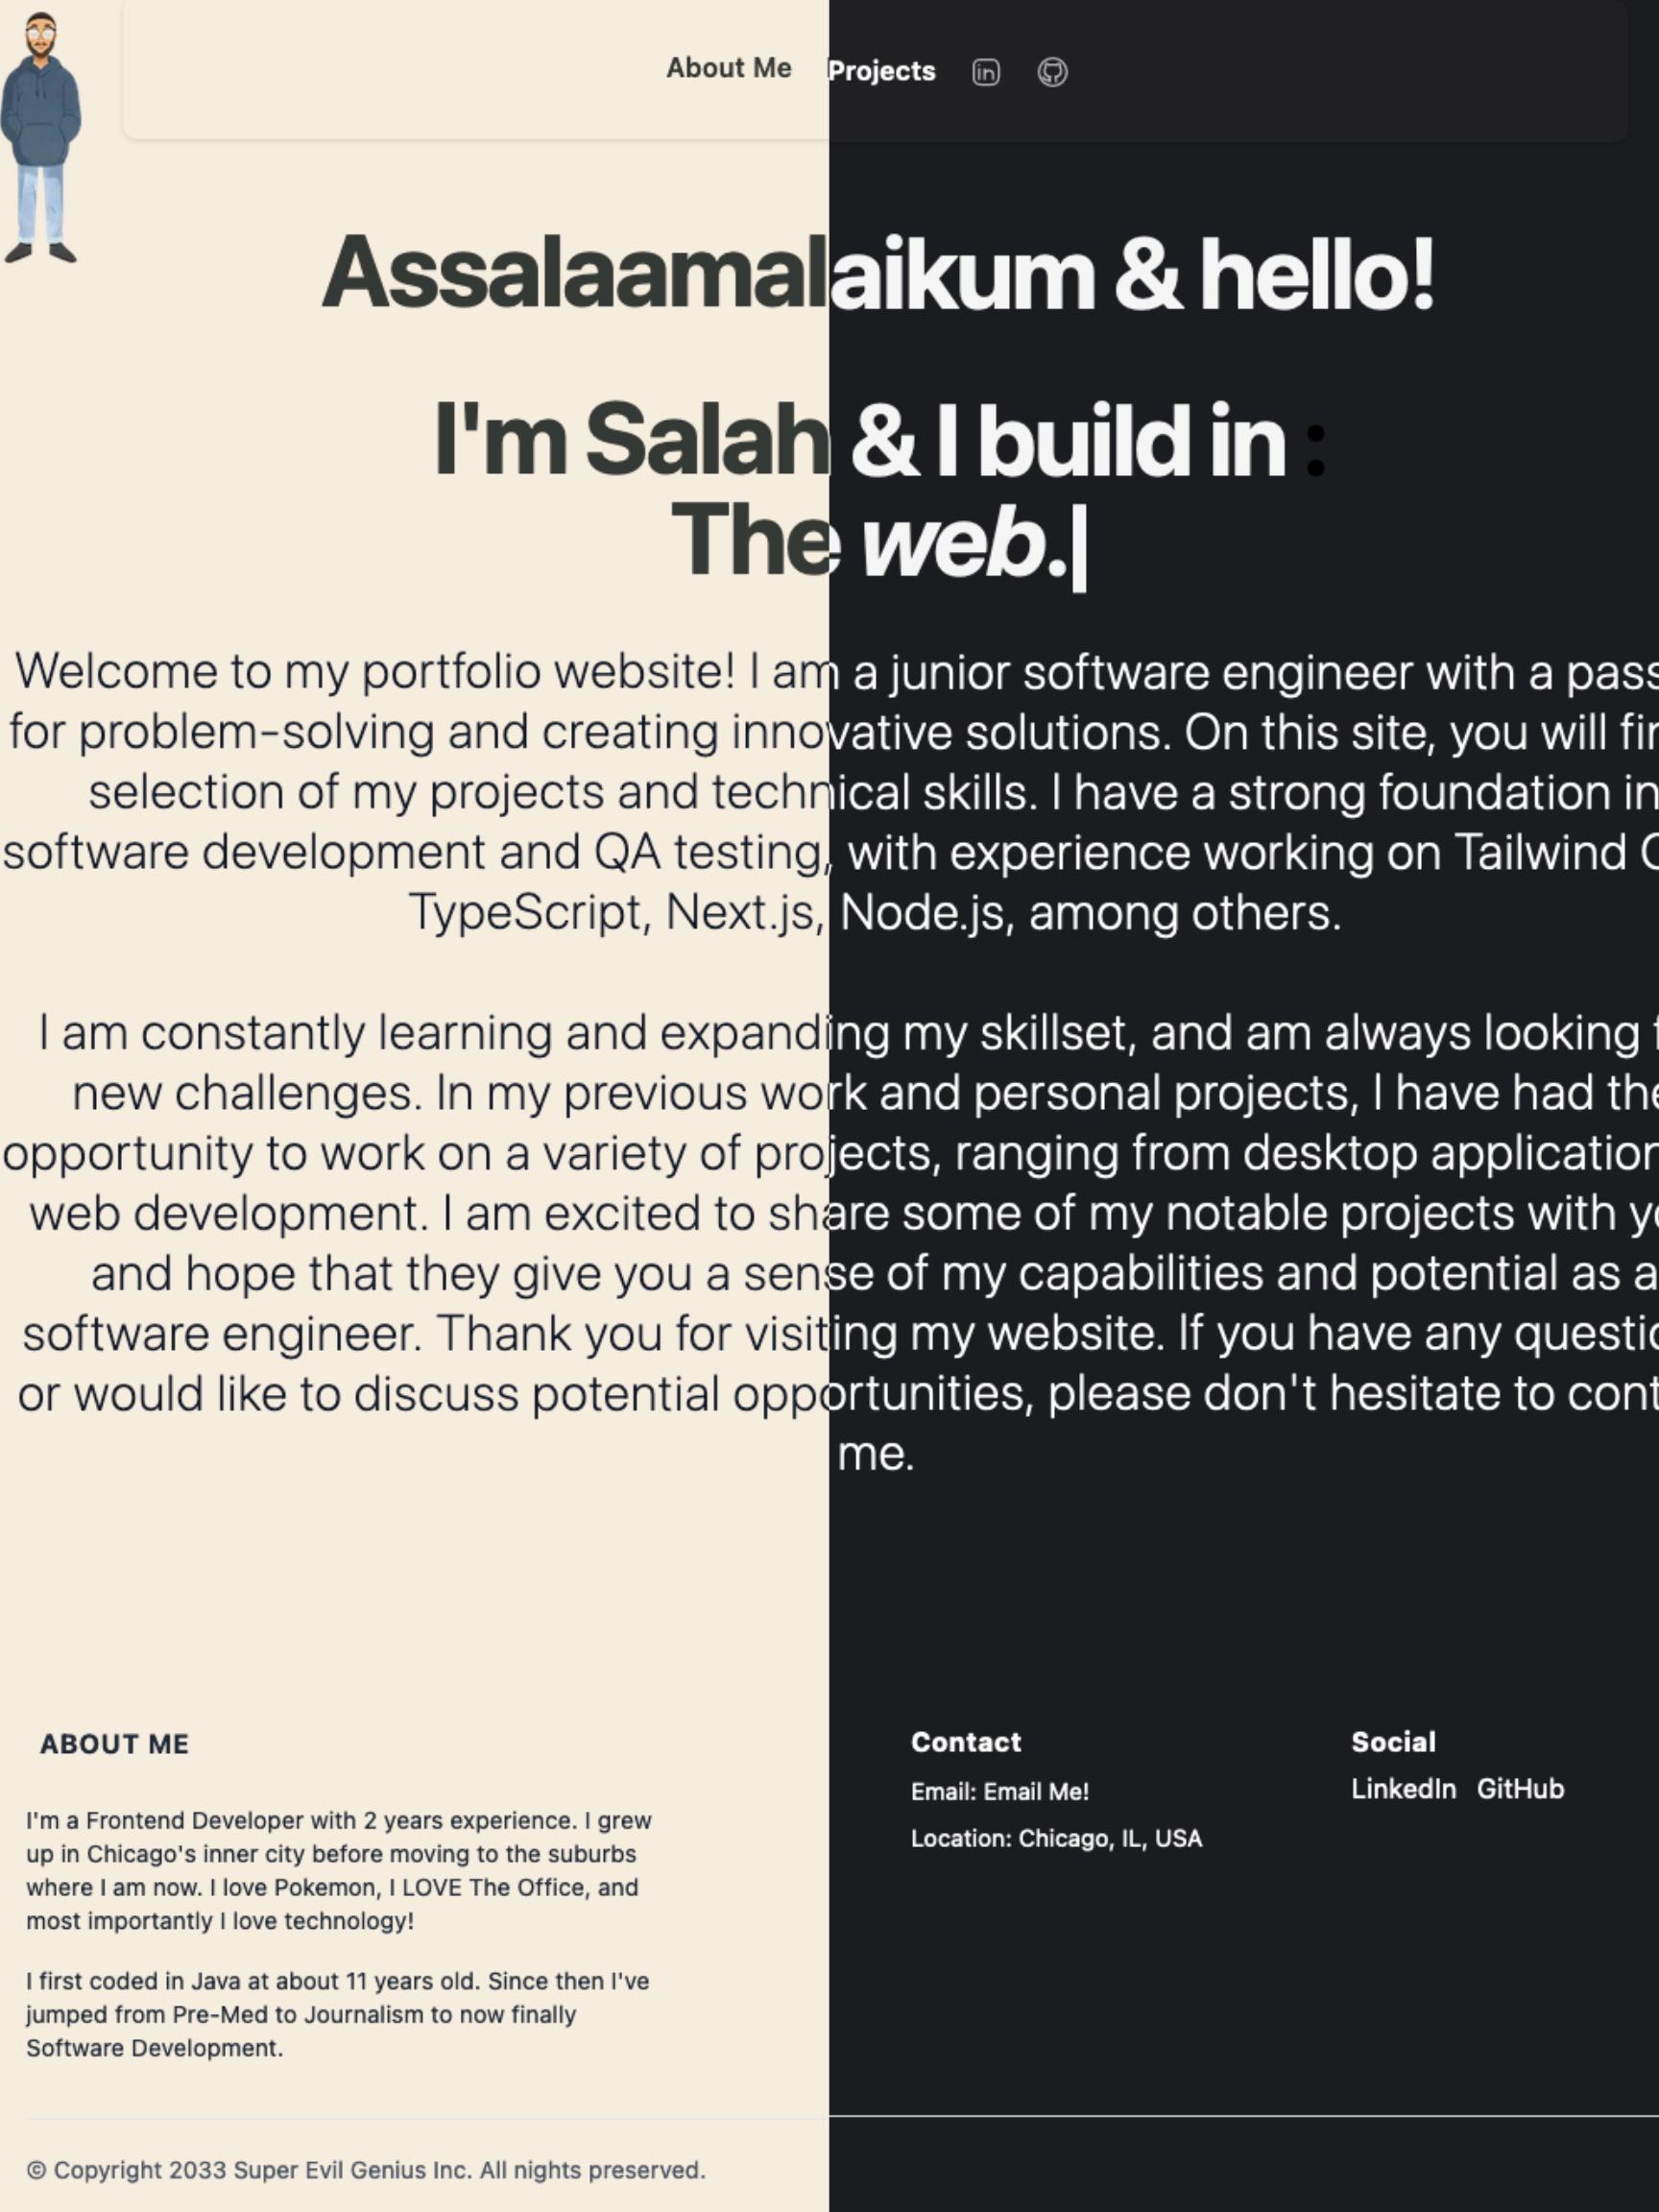 About Me Projects in
Assalaamalaikum & hello!
I'm Salah & I build in :
The web.|
Welcome to my portfolio website! I am a junior software engineer with a pass
for problem-solving and creating innovative solutions. On this site, you will fin
selection of my projects and technical skills. I have a strong foundation in
software development and QA testing, with experience working on Tailwind C
TypeScript, Next.js, Node.js, among others.
I am constantly learning and expanding my skillset, and am always looking f
new challenges. In my previous work and personal projects, I have had the
opportunity to work on a variety of projects, ranging from desktop application
web development. I am excited to share some of my notable projects with yo
and hope that they give you a sense of my capabilities and potential as a
software engineer. Thank you for visiting my website. If you have any questio
or would like to discuss potential opportunities, please don't hesitate to cont
me.
ABOUT ME
I'm a Frontend Developer with 2 years experience. I grew
up in Chicago's inner city before moving to the suburbs
where I am now. I love Pokemon, I LOVE The Office, and
most importantly I love technology!
I first coded in Java at about 11 years old. Since then I've
jumped from Pre-Med to Journalism to now finally
Software Development.
Contact
Email: Email Me!
Location: Chicago, IL, USA
Social
LinkedIn GitHub
© Copyright 2033 Super Evil Genius Inc. All nights preserved.